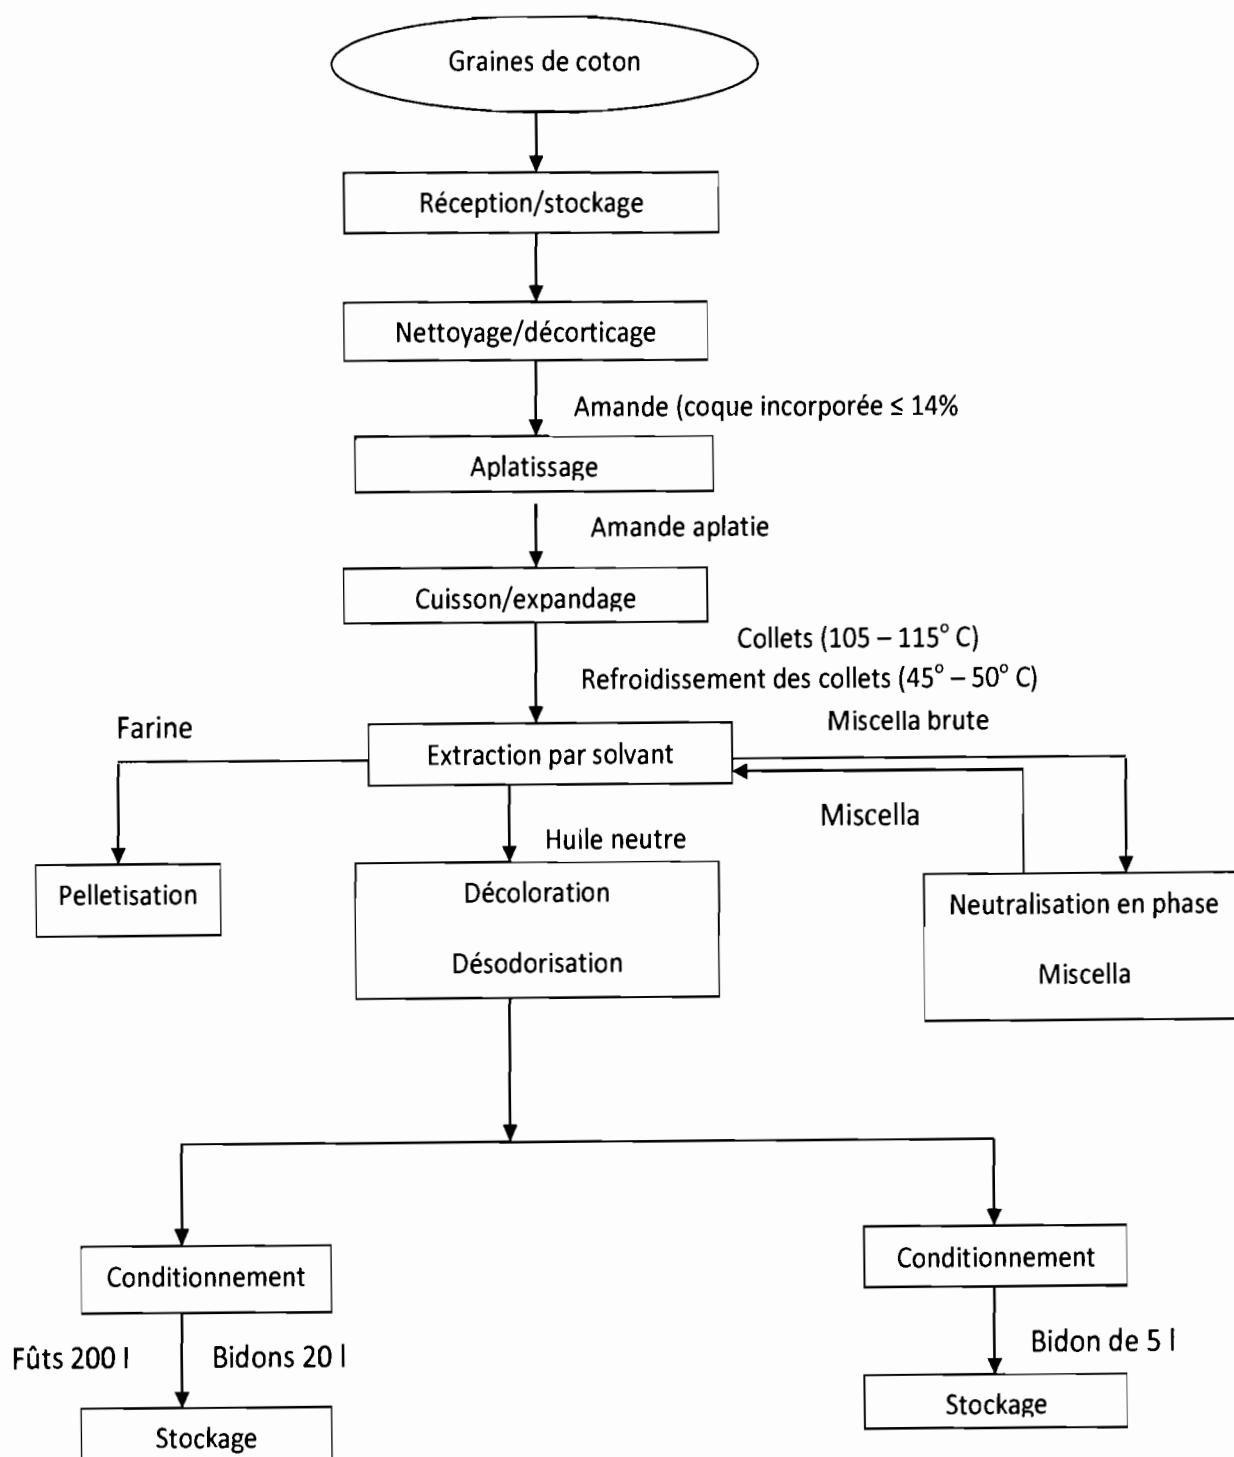 Graines de coton
Réception/stockage
Nettoyage/décorticage
Amande (coque incorporée ≤ 14%
Aplatissage
Amande aplatie
Cuisson/expandage
Collets (105 – 115° C)
Refroidissement des collets (45° – 50° C)
Farine
Miscella brute
Extraction par solvant
Miscella
Huile neutre
Pelletisation
Décoloration
Désodorisation
Neutralisation en phase
Miscella
Conditionnement
Conditionnement
Fûts 200 l
Bidons 20 l
Bidon de 5 l
Stockage
Stockage